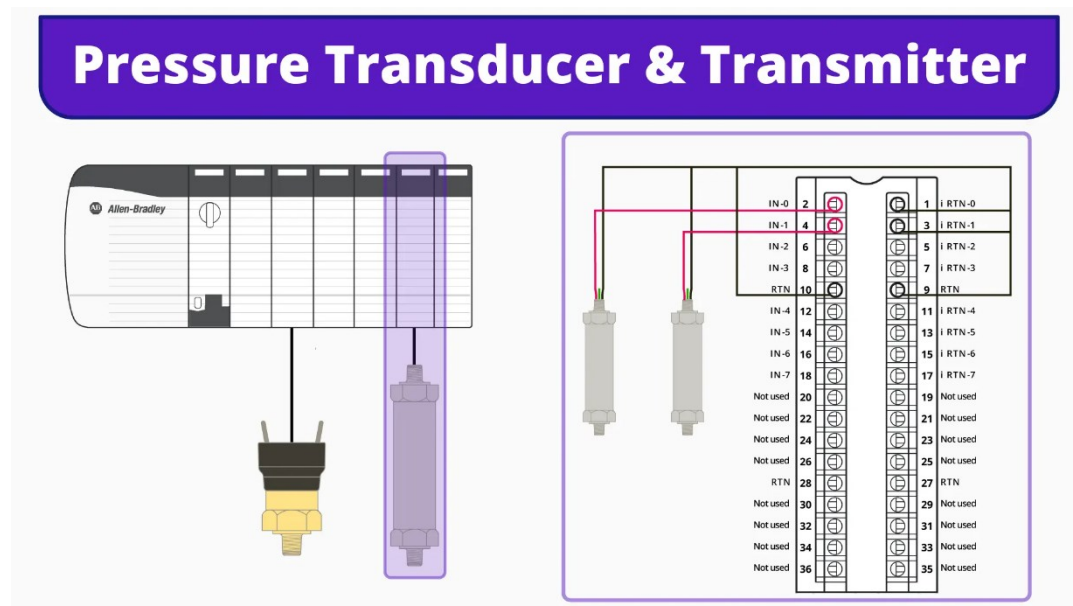 Pressure Transducer & Transmitter
AB Allen-Bradley
IN-0 2 1 i RTN-0
IN-1 4 3 i RTN-1
IN-2 6 5 i RTN-2
IN-3 8 7 i RTN-3
RTN 10 9 RTN
IN-4 12 11 i RTN-4
IN-5 14 13 i RTN-5
IN-6 16 15 i RTN-6
IN-7 18 17 i RTN-7
Not used 20 19 Not used
Not used 22 21 Not used
Not used 24 23 Not used
Not used 26 25 Not used
RTN 28 27 RTN
Not used 30 29 Not used
Not used 32 31 Not used
Not used 34 33 Not used
Not used 36 35 Not used